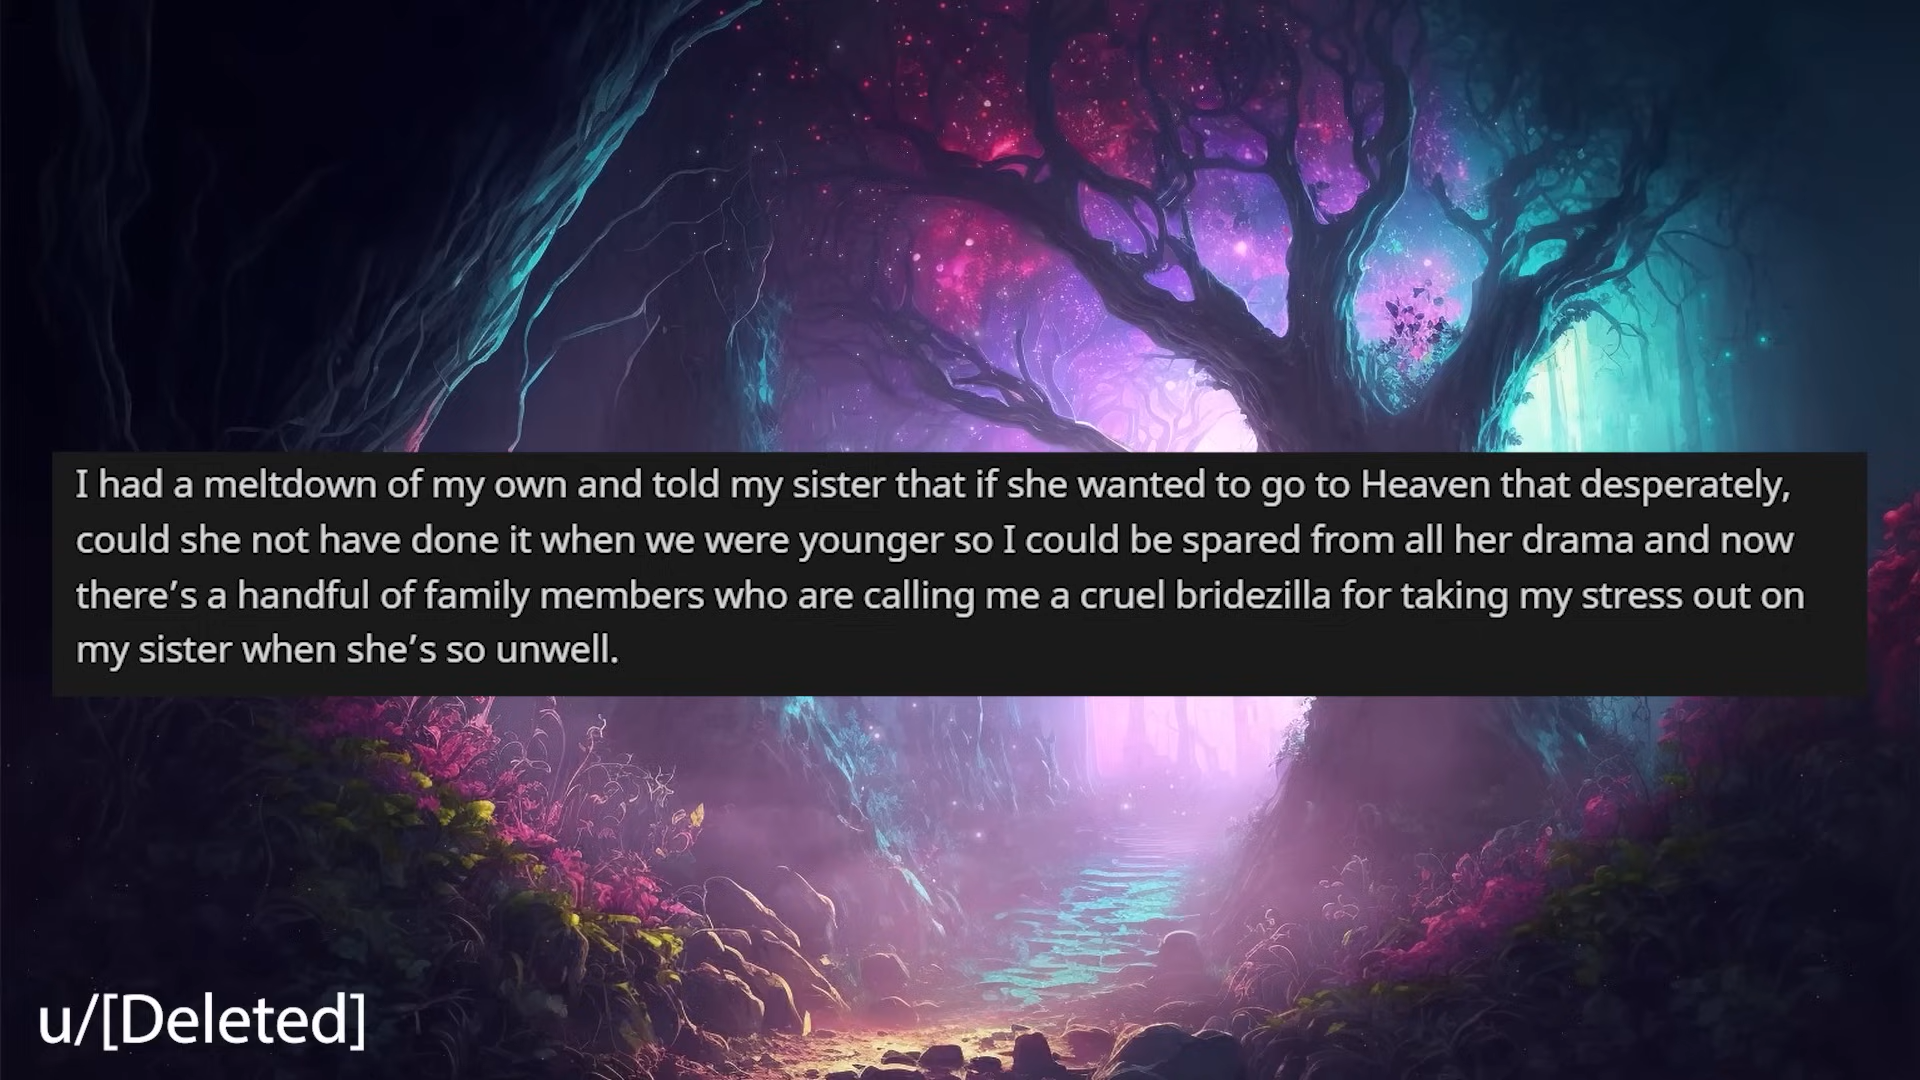 I had a meltdown of my own and told my sister that if she wanted to go to Heaven that desperately,
could she not have done it when we were younger so I could be spared from all her drama and now
there’s a handful of family members who are calling me a cruel bridezilla for taking my stress out on
my sister when she’s so unwell.
u/[Deleted]